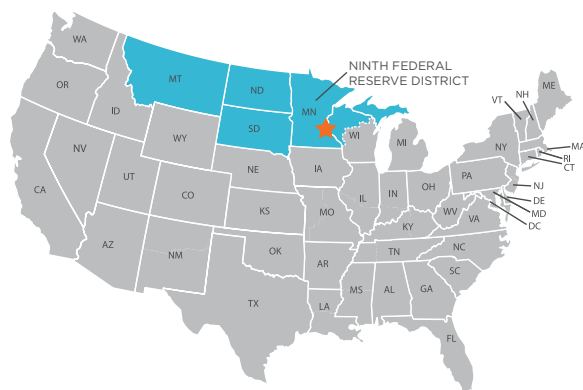 WA
MT
ND
NINTH FEDERAL
RESERVE DISTRICT
MN
OR
ID
SD
WI
MI
VT
NH
ME
NY
MA
RI
CT
WY
NV
NE
IA
PA
NJ
UT
CO
IL
IN
OH
DE
MD
DC
CA
KS
MO
KY
WV
VA
AZ
NM
OK
AR
TN
NC
SC
TX
LA
MS
AL
GA
FL